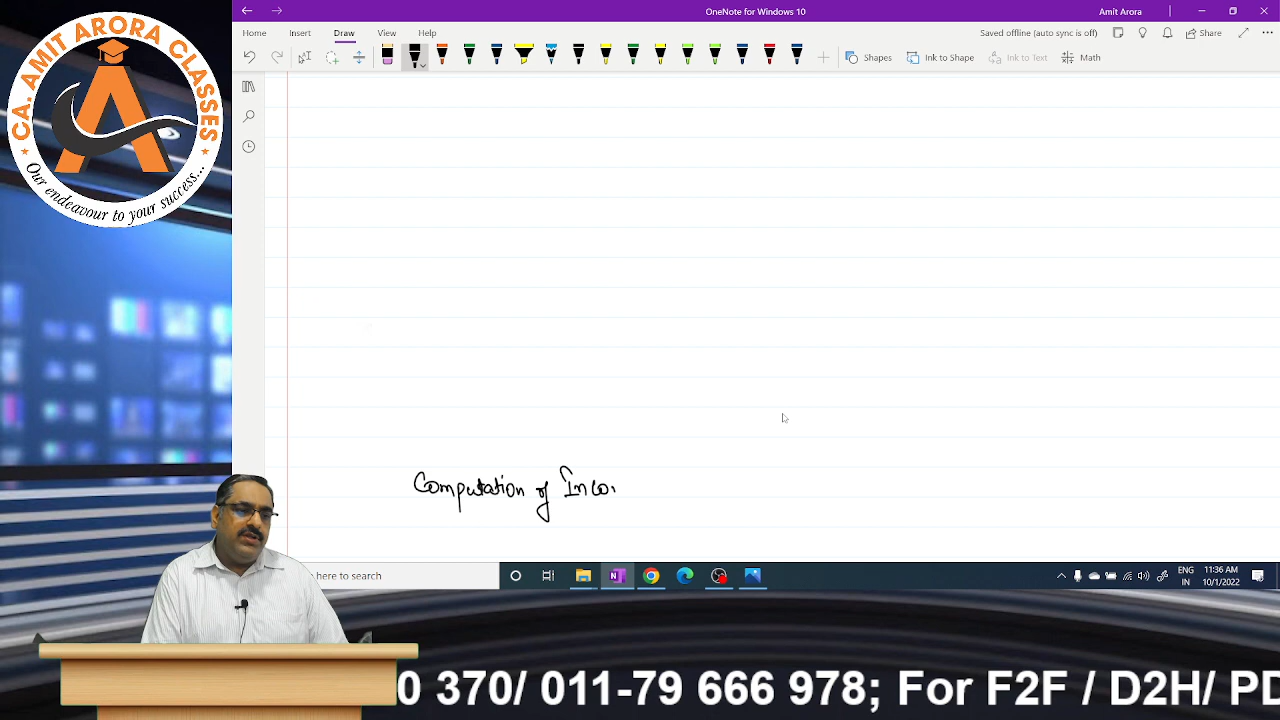 OneNote for Windows 10
Amit Arora
Home Insert Draw View Help
Saved offline (auto sync is off)
Share
Shapes
Ink to Shape
Ink to Text
Math
CA. AMIT ARORA CLASSES
A
Our endeavour to your success...
Computation of Inco
here to search
ENG
IN
11:36 AM
10/1/2022
0 370/ 011-79 666 978; For F2F / D2H/ PD